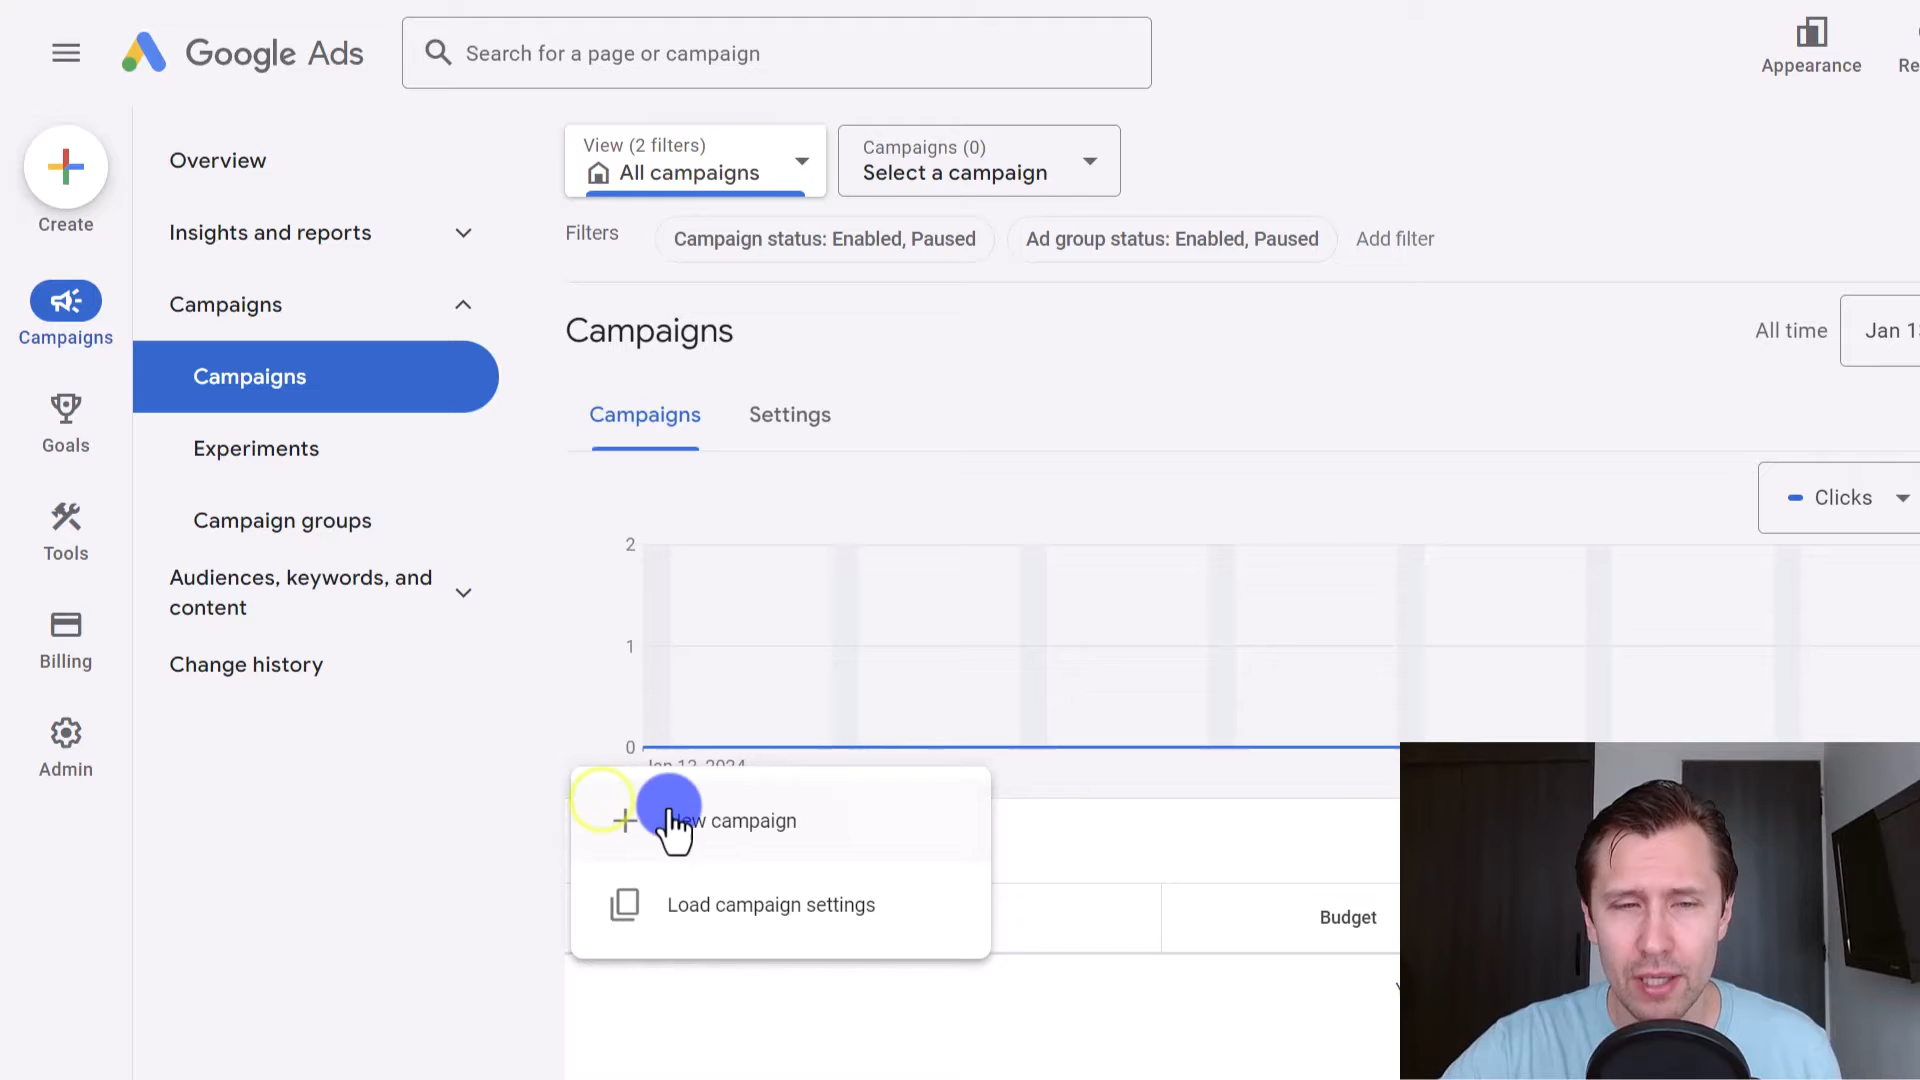 Google Ads
Search for a page or campaign
Appearance
Create
Campaigns
Goals
Tools
Billing
Admin
Overview
Insights and reports
Campaigns
Campaigns
Experiments
Campaign groups
Audiences, keywords, and
content
Change history
View (2 filters)
All campaigns
Campaigns (0)
Select a campaign
Filters
Campaign status: Enabled, Paused
Ad group status: Enabled, Paused
Add filter
Campaigns
All time
Jan 1
Campaigns
Settings
Clicks
2
1
0
Jan 13, 2024
campaign
Load campaign settings
Budget